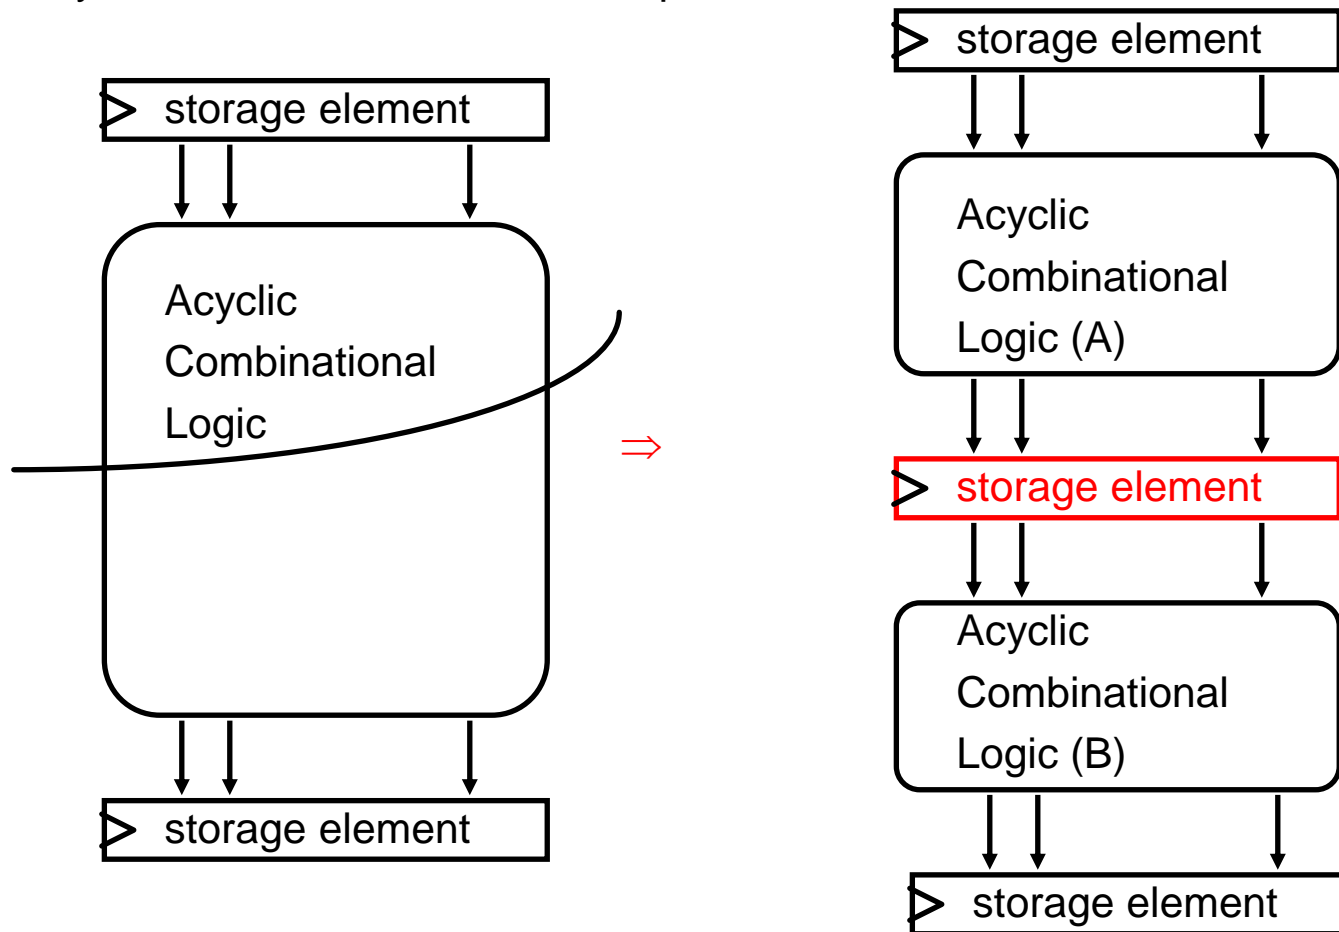 storage element
Acyclic
Combinational
Logic
storage element
⇒
storage element
Acyclic
Combinational
Logic (A)
storage element
Acyclic
Combinational
Logic (B)
storage element